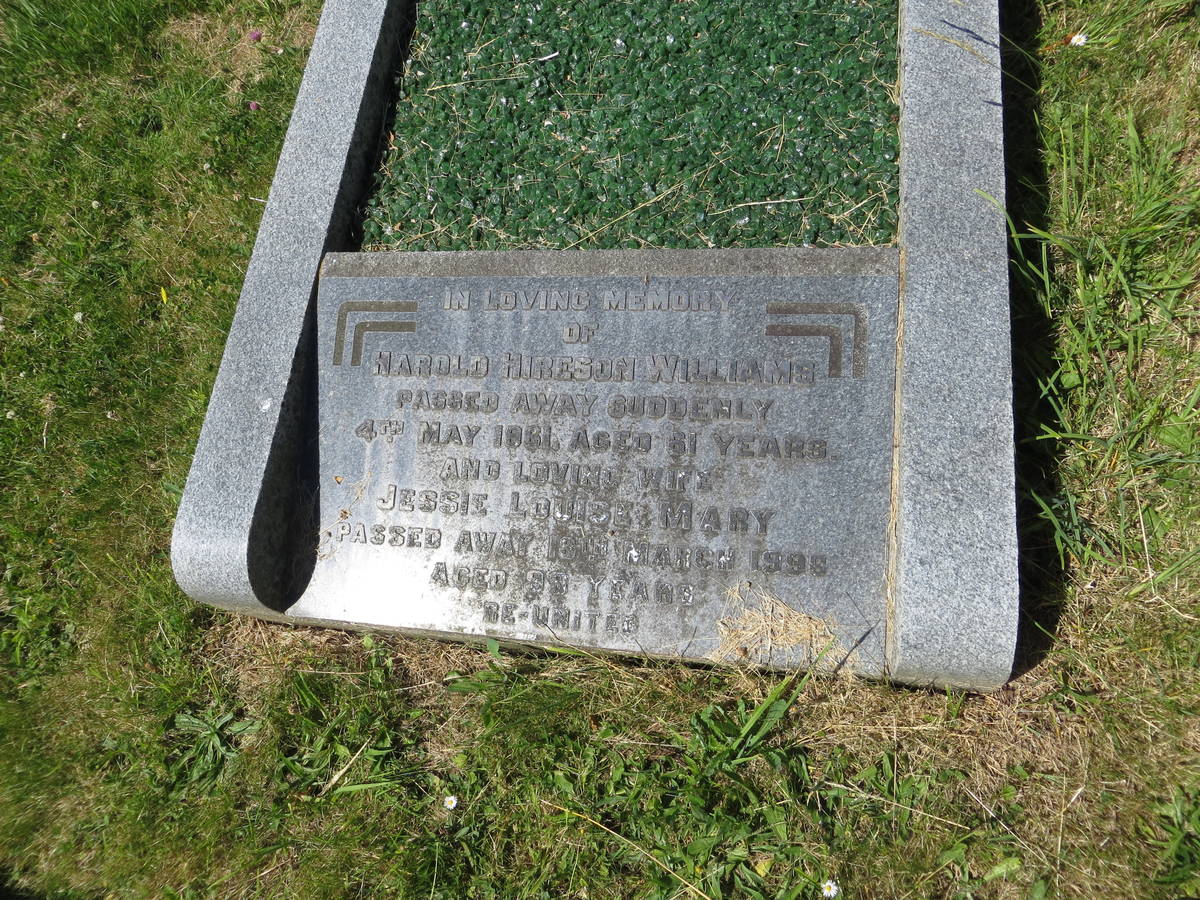 IN LOVING MEMORY
OF
HAROLD HIRESON WILLIAMS
PASSED AWAY SUDDENLY
4TH MAY 1961, AGED 61 YEARS.
AND LOVING WIFE
JESSIE LOUISE MARY
PASSED AWAY MARCH
AGED YEARS
RE-UNITED